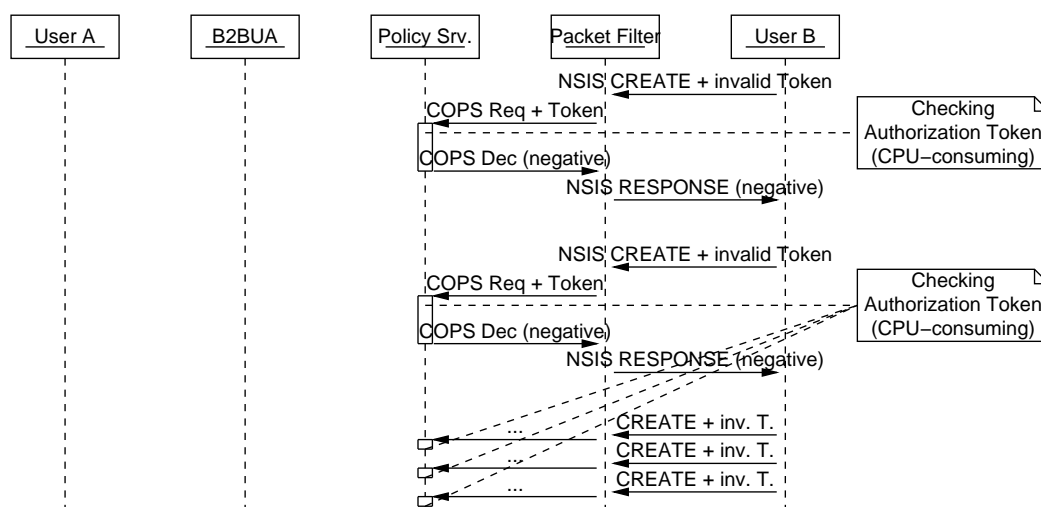 User A
B2BUA
Policy Srv.
Packet Filter
User B
NSIS CREATE + invalid Token
COPS Req + Token
Checking
Authorization Token
(CPU−consuming)
COPS Dec (negative)
NSIS RESPONSE (negative)
NSIS CREATE + invalid Token
COPS Req + Token
Checking
Authorization Token
(CPU−consuming)
COPS Dec (negative)
NSIS RESPONSE (negative)
... CREATE + inv. T.
... CREATE + inv. T.
... CREATE + inv. T.